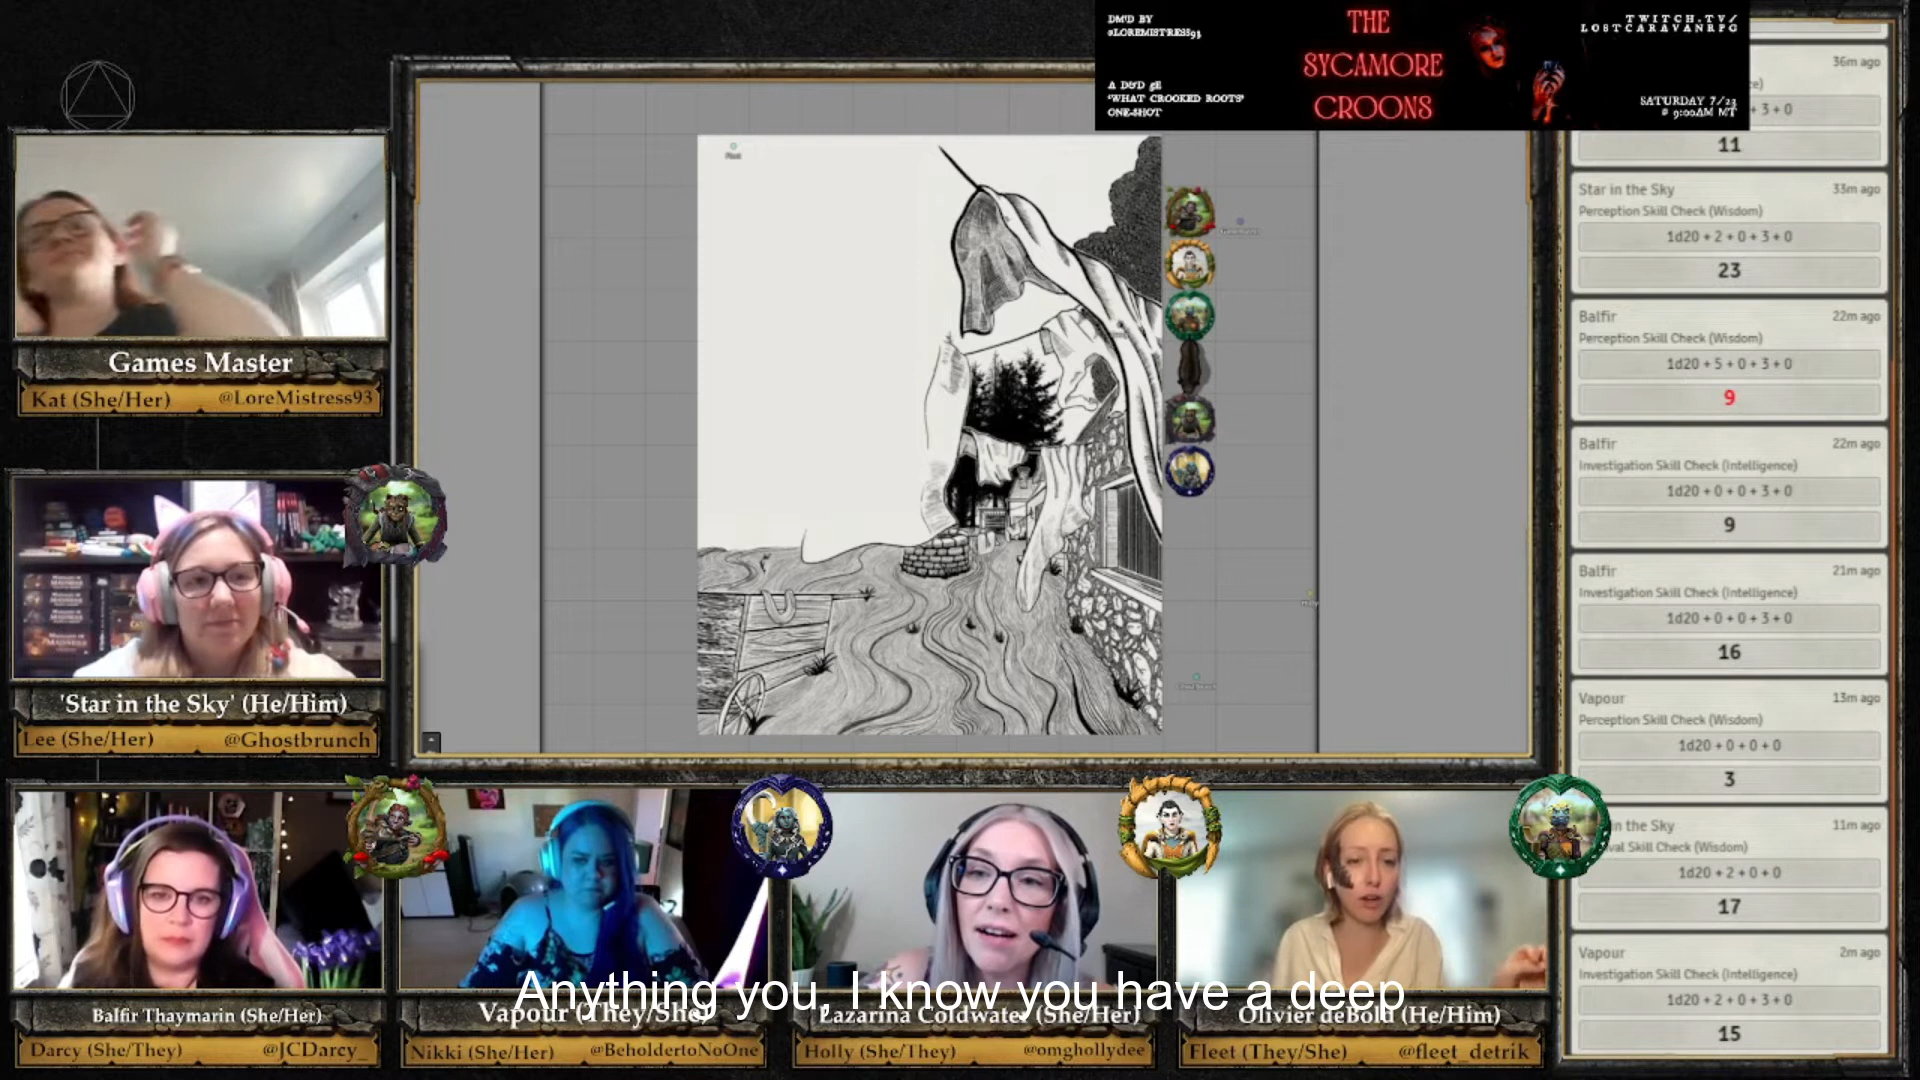 DM'D BY
@LOREMISTRESS93
A D&D 5E
'WHAT CROOKED ROOTS'
ONE-SHOT
THE
SYCAMORE
CROONS
TWITCH.TV/
LOSTCARAVANRPG
SATURDAY 7/23
@ 9:00AM MT
Games Master
Kat (She/Her) @LoreMistress93
'Star in the Sky' (He/Him)
Lee (She/Her) @Ghostbrunch
Fleet
Holly
36m ago
+ 3 + 0
11
Star in the Sky 33m ago
Perception Skill Check (Wisdom)
1d20 + 2 + 0 + 3 + 0
23
Balfir 22m ago
Perception Skill Check (Wisdom)
1d20 + 5 + 0 + 3 + 0
9
Balfir 22m ago
Investigation Skill Check (Intelligence)
1d20 + 0 + 0 + 3 + 0
9
Balfir 21m ago
Investigation Skill Check (Intelligence)
1d20 + 0 + 0 + 3 + 0
16
Vapour 13m ago
Perception Skill Check (Wisdom)
1d20 + 0 + 0 + 0
3
in the Sky 11m ago
val Skill Check (Wisdom)
1d20 + 2 + 0 + 0
17
Vapour 2m ago
Investigation Skill Check (Intelligence)
1d20 + 2 + 0 + 3 + 0
15
Anything you, I know you have a deep
Balfir Thaymarin (She/Her)
Darcy (She/They) @JCDarcy_
Vapour (They/She)
Nikki (She/Her) @BeholdertoNoOne
Lazarina Coldwater (She/Her)
Holly (She/They) @omghollydee
Olivier deBold (He/Him)
Fleet (They/She) @fleet_detrik